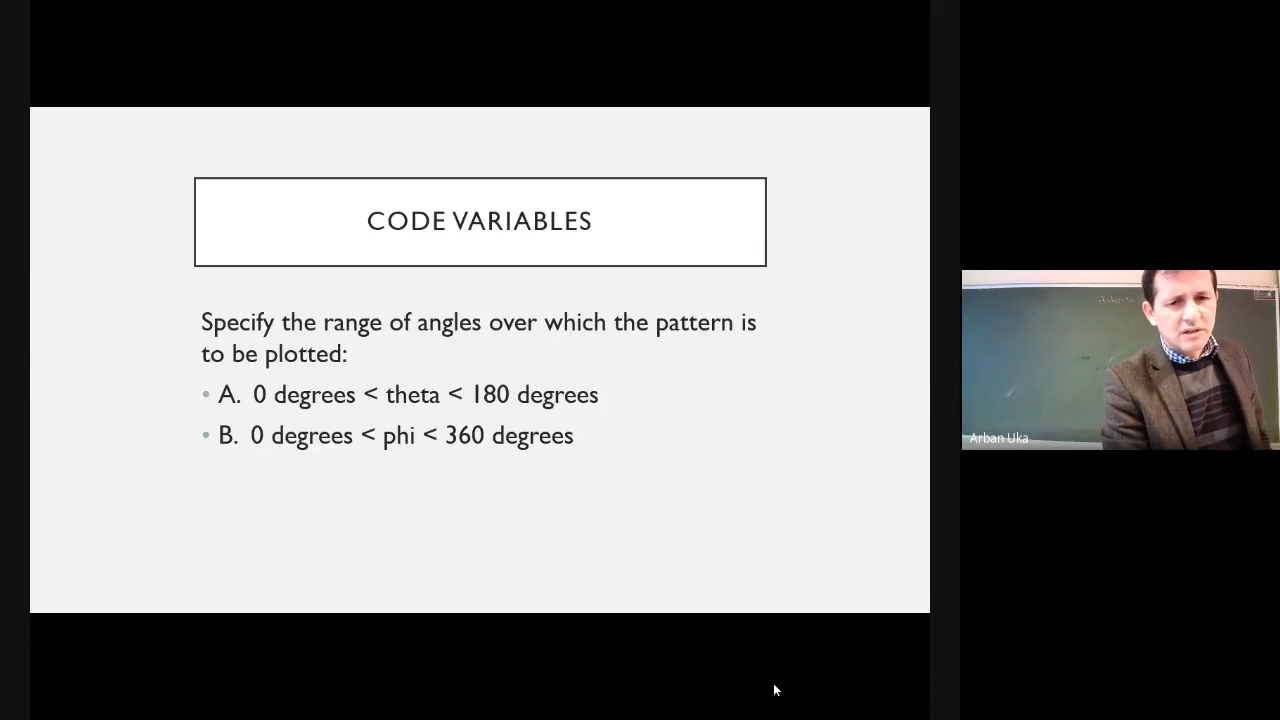 CODE VARIABLES
Specify the range of angles over which the pattern is
to be plotted:
• A. 0 degrees < theta < 180 degrees
• B. 0 degrees < phi < 360 degrees
Arban Uka